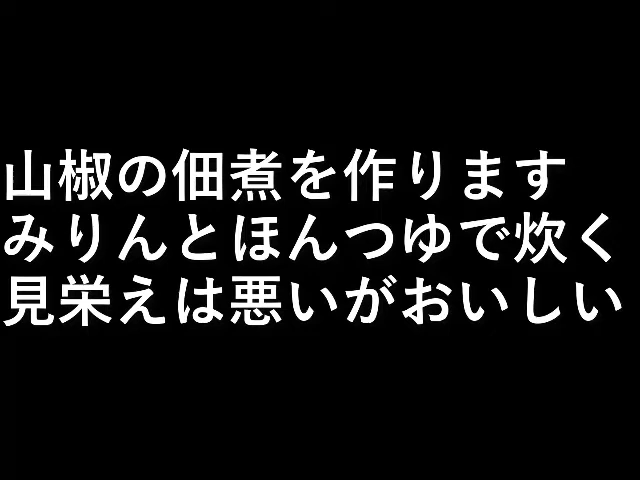 山椒の佃煮を作ります
みりんとほんつゆで炊く
見栄えは悪いがおいしい